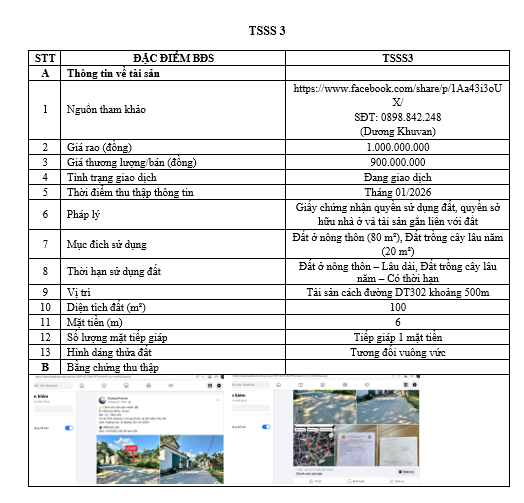 TSSS 3
STT ĐẶC ĐIỂM BĐS TSSS3
A Thông tin về tài sản
1 Nguồn tham khảo https://www.facebook.com/share/p/1Aa43i3oU
X/
SĐT: 0898.842.248
(Dương Khuvan)
2 Giá rao (đồng) 1.000.000.000
3 Giá thương lượng/bán (đồng) 900.000.000
4 Tình trạng giao dịch Đang giao dịch
5 Thời điểm thu thập thông tin Tháng 01/2026
6 Pháp lý Giấy chứng nhận quyền sử dụng đất, quyền sở
hữu nhà ở và tài sản gắn liền với đất
7 Mục đích sử dụng Đất ở nông thôn (80 m²), Đất trồng cây lâu năm
(20 m²)
8 Thời hạn sử dụng đất Đất ở nông thôn – Lâu dài, Đất trồng cây lâu
năm – Có thời hạn
9 Vị trí Tài sản cách đường DT302 khoảng 500m
10 Diện tích đất (m²) 100
11 Mặt tiền (m) 6
12 Số lượng mặt tiếp giáp Tiếp giáp 1 mặt tiền
13 Hình dáng thửa đất Tương đối vuông vức
B Bằng chứng thu thập